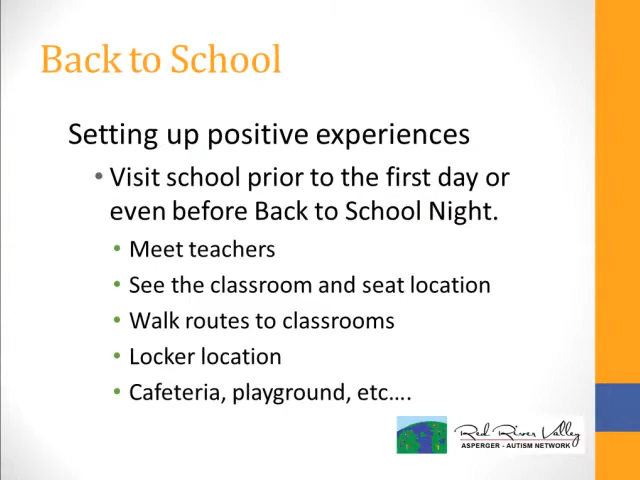 Back to School
Setting up positive experiences
• Visit school prior to the first day or
even before Back to School Night.
• Meet teachers
• See the classroom and seat location
• Walk routes to classrooms
• Locker location
• Cafeteria, playground, etc….
Red River Valley
ASPERGER - AUTISM NETWORK